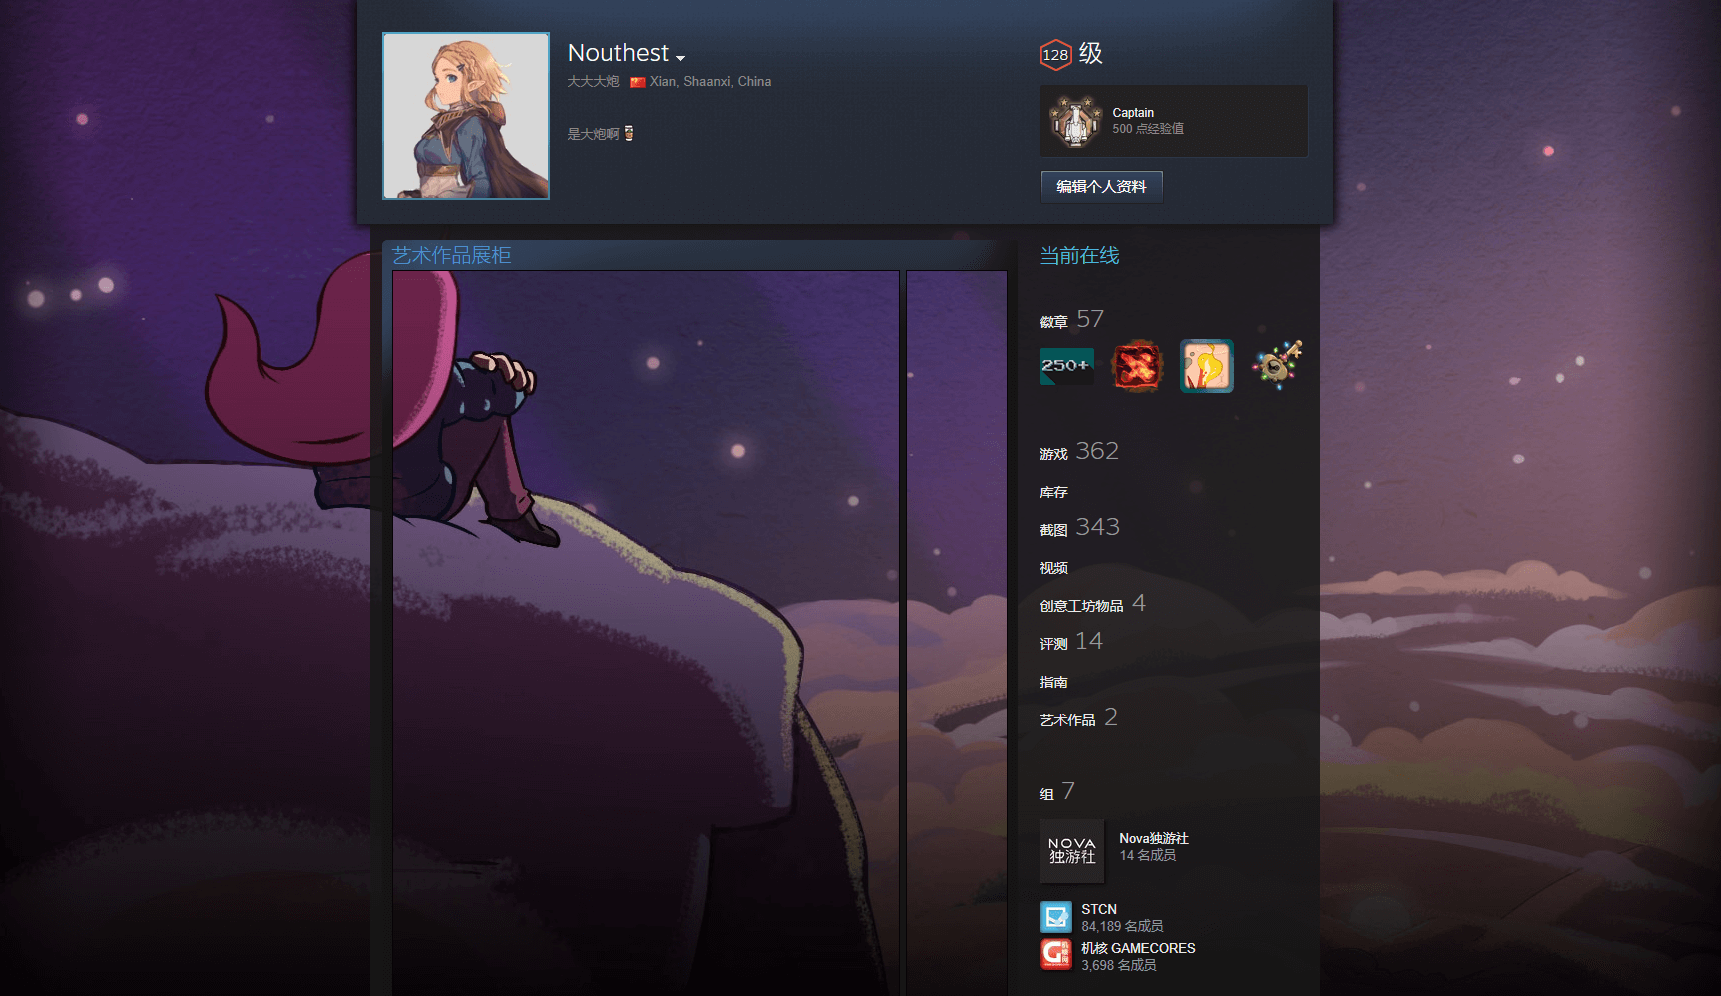 Nouthest
大大大炮 Xian, Shaanxi, China
是大炮啊
128 级
Captain
500 点经验值
编辑个人资料
艺术作品展柜
当前在线
徽章 57
250+
游戏 362
库存
截图 343
视频
创意工坊物品 4
评测 14
指南
艺术作品 2
组 7
NOVA
独游社
Nova独游社
14 名成员
STCN
84,189 名成员
机核 GAMECORES
3,698 名成员